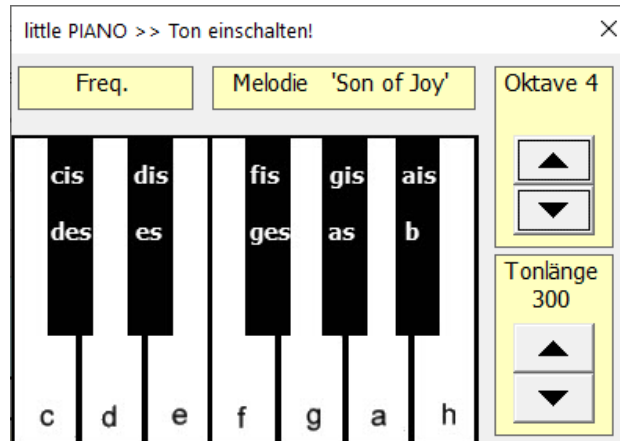 little PIANO >> Ton einschalten!
Freq.
Melodie 'Son of Joy'
Oktave 4
cis dis fis gis ais
des es ges as b
Tonlänge
300
c d e f g a h